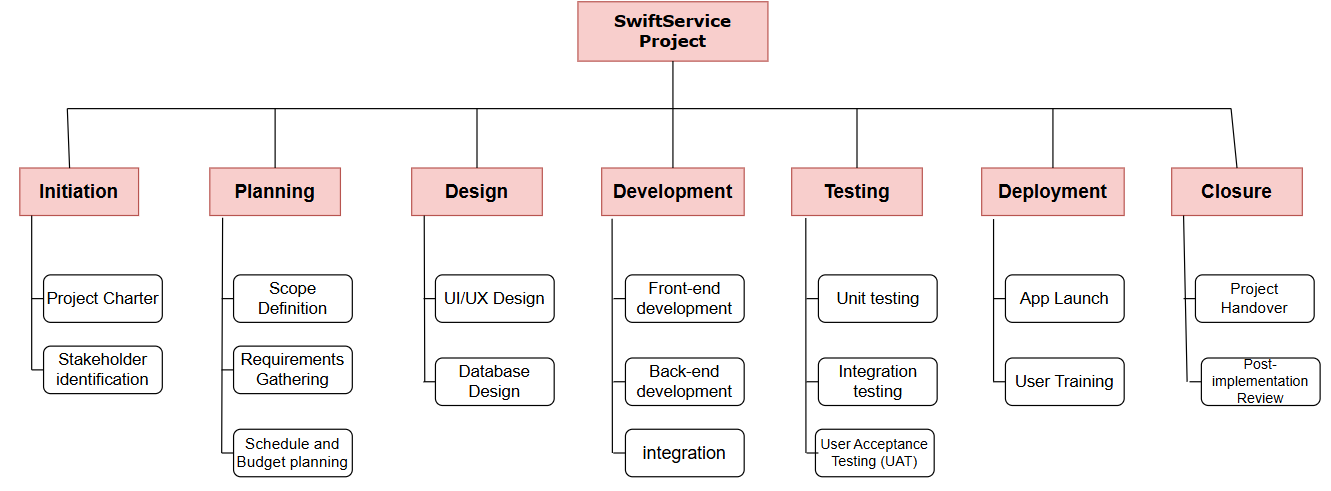 SwiftService
Project
Initiation
Planning
Design
Development
Testing
Deployment
Closure
Project Charter
Stakeholder
identification
Scope
Definition
Requirements
Gathering
Schedule and
Budget planning
UI/UX Design
Database
Design
Front-end
development
Back-end
development
integration
Unit testing
Integration
testing
User Acceptance
Testing (UAT)
App Launch
User Training
Project
Handover
Post-
implementation
Review